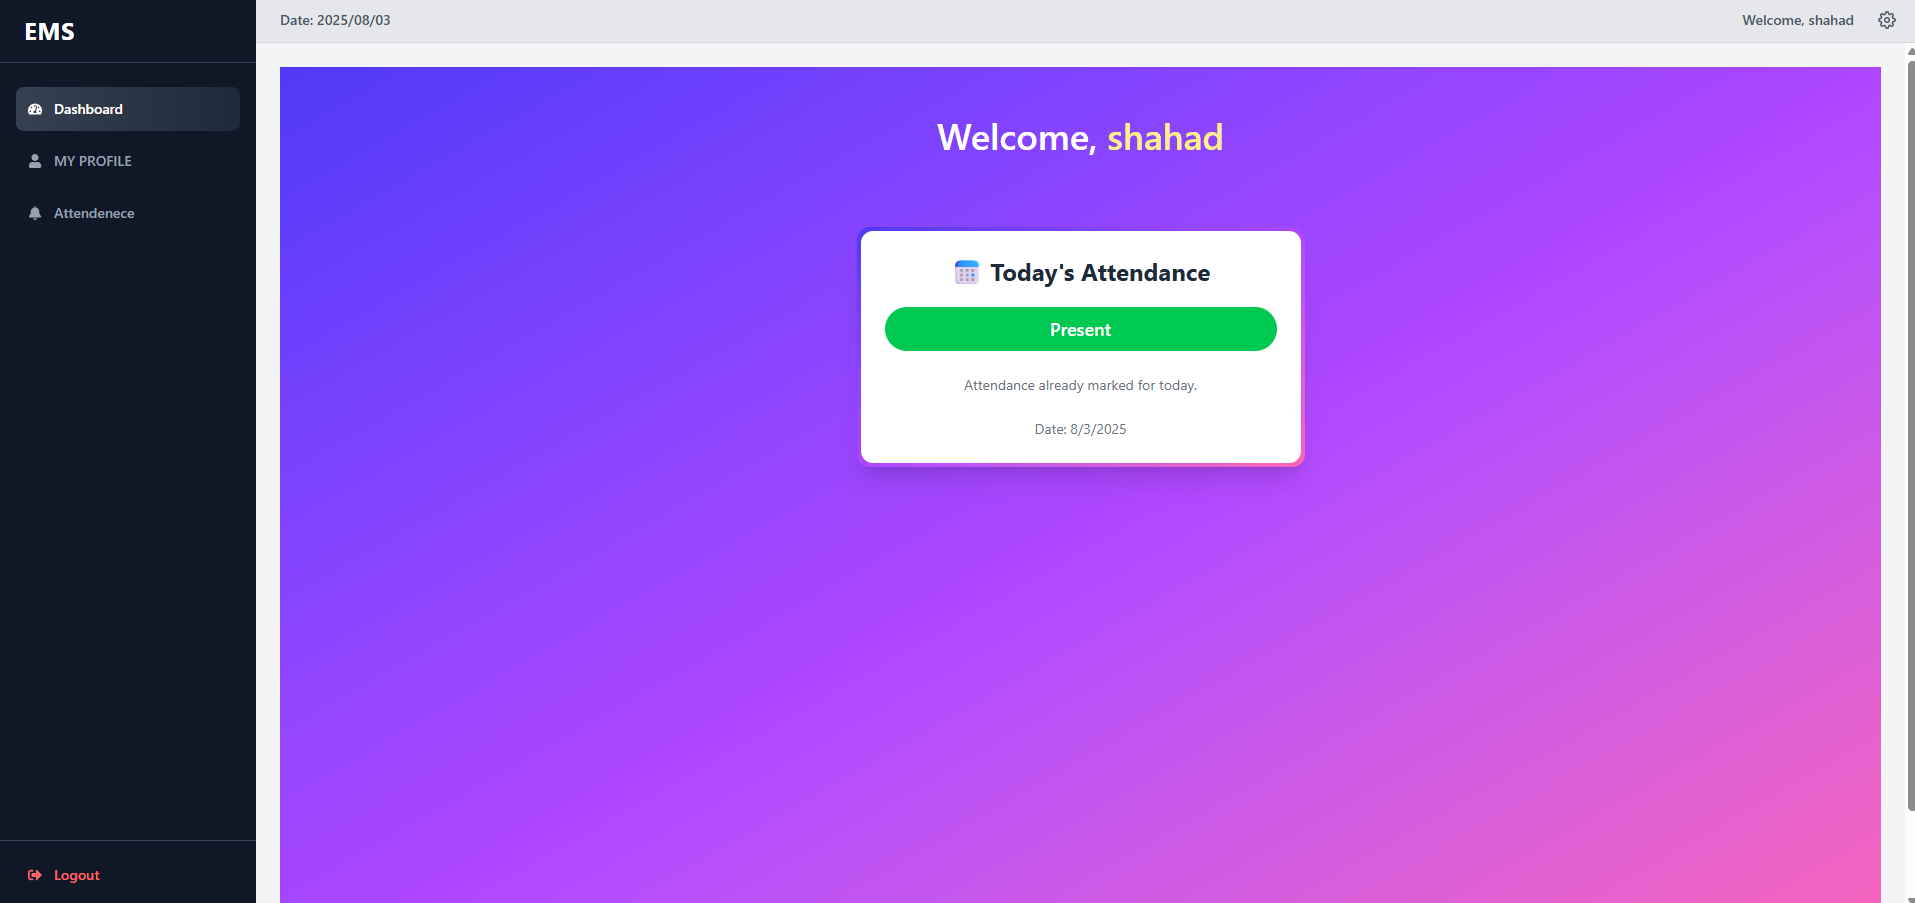 EMS
Dashboard
MY PROFILE
Attendenece
Logout
Date: 2025/08/03
Welcome, shahad
Welcome, shahad
Today's Attendance
Present
Attendance already marked for today.
Date: 8/3/2025